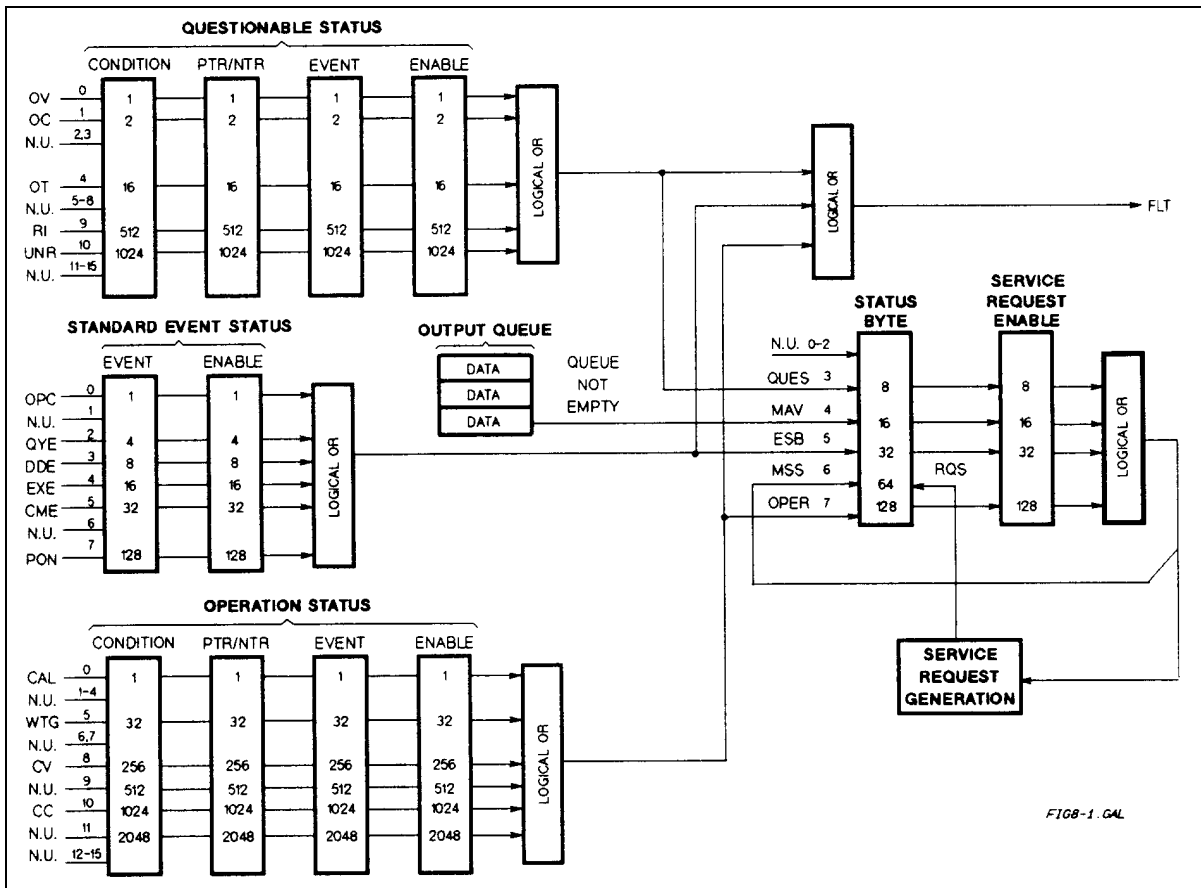 QUESTIONABLE STATUS
CONDITION PTR/NTR EVENT ENABLE
OV 0 1 1 1 1
OC 1 2 2 2 2
N.U. 2,3
OT 4 16 16 16 16
N.U. 5-8
RI 9 512 512 512 512
UNR 10 1024 1024 1024 1024
N.U. 11-15
LOGICAL OR
LOGICAL OR
FLT
STANDARD EVENT STATUS
EVENT ENABLE
OPC 0 1 1
N.U. 1
QYE 2 4 4
DDE 3 8 8
EXE 4 16 16
CME 5 32 32
N.U. 6
PON 7 128 128
LOGICAL OR
OUTPUT QUEUE
DATA
DATA
DATA
QUEUE
NOT
EMPTY
STATUS
BYTE
SERVICE
REQUEST
ENABLE
N.U. 0-2
QUES 3 8 8
MAV 4 16 16
ESB 5 32 32
MSS 6 64 RQS
OPER 7 128 128
LOGICAL OR
SERVICE
REQUEST
GENERATION
OPERATION STATUS
CONDITION PTR/NTR EVENT ENABLE
CAL 0 1 1 1 1
N.U. 1-4
WTG 5 32 32 32 32
N.U. 6,7
CV 8 256 256 256 256
N.U. 9 512 512 512 512
CC 10 1024 1024 1024 1024
N.U. 11 2048 2048 2048 2048
N.U. 12-15
LOGICAL OR
FIG8-1.GAL